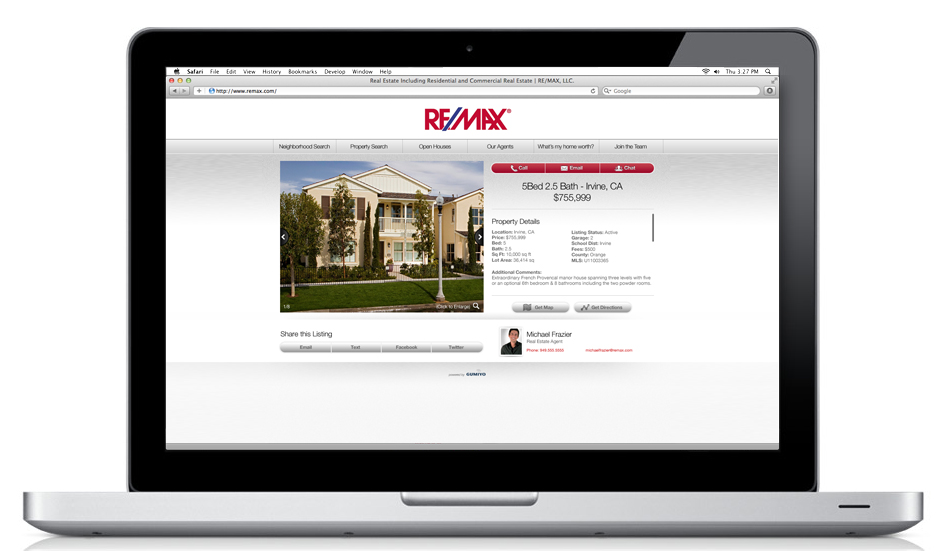 Safari File Edit View History Bookmarks Develop Window Help Thu 3:27 PM
Real Estate Including Residential and Commercial Real Estate | RE/MAX, LLC.
http://www.remax.com/ Google
RE/MAX®
Neighborhood Search Property Search Open Houses Our Agents What's my home worth? Join the Team
Call Email Chat
5Bed 2.5 Bath - Irvine, CA
$755,999
Property Details
Location: Irvine, CA
Price: $755,999
Bed: 5
Bath: 2.5
Sq Ft: 10,000 sq ft
Lot Area: 26,414 sq
Listing Status: Active
Garage: 2
School Dist: Irvine
Fees: $500
County: Orange
MLS: U11003365
Additional Comments:
Extraordinary French Provencal manor house spanning three levels with five
or an optional 6th bedroom & 8 bathrooms including the two powder rooms.
1/8 (Click to Enlarge)
Get Map Get Directions
Share this Listing
Email Text Facebook Twitter
Michael Frazier
Real Estate Agent
Phone: 949.555.5555 michaelfrazier@remax.com
powered by GUMIYO